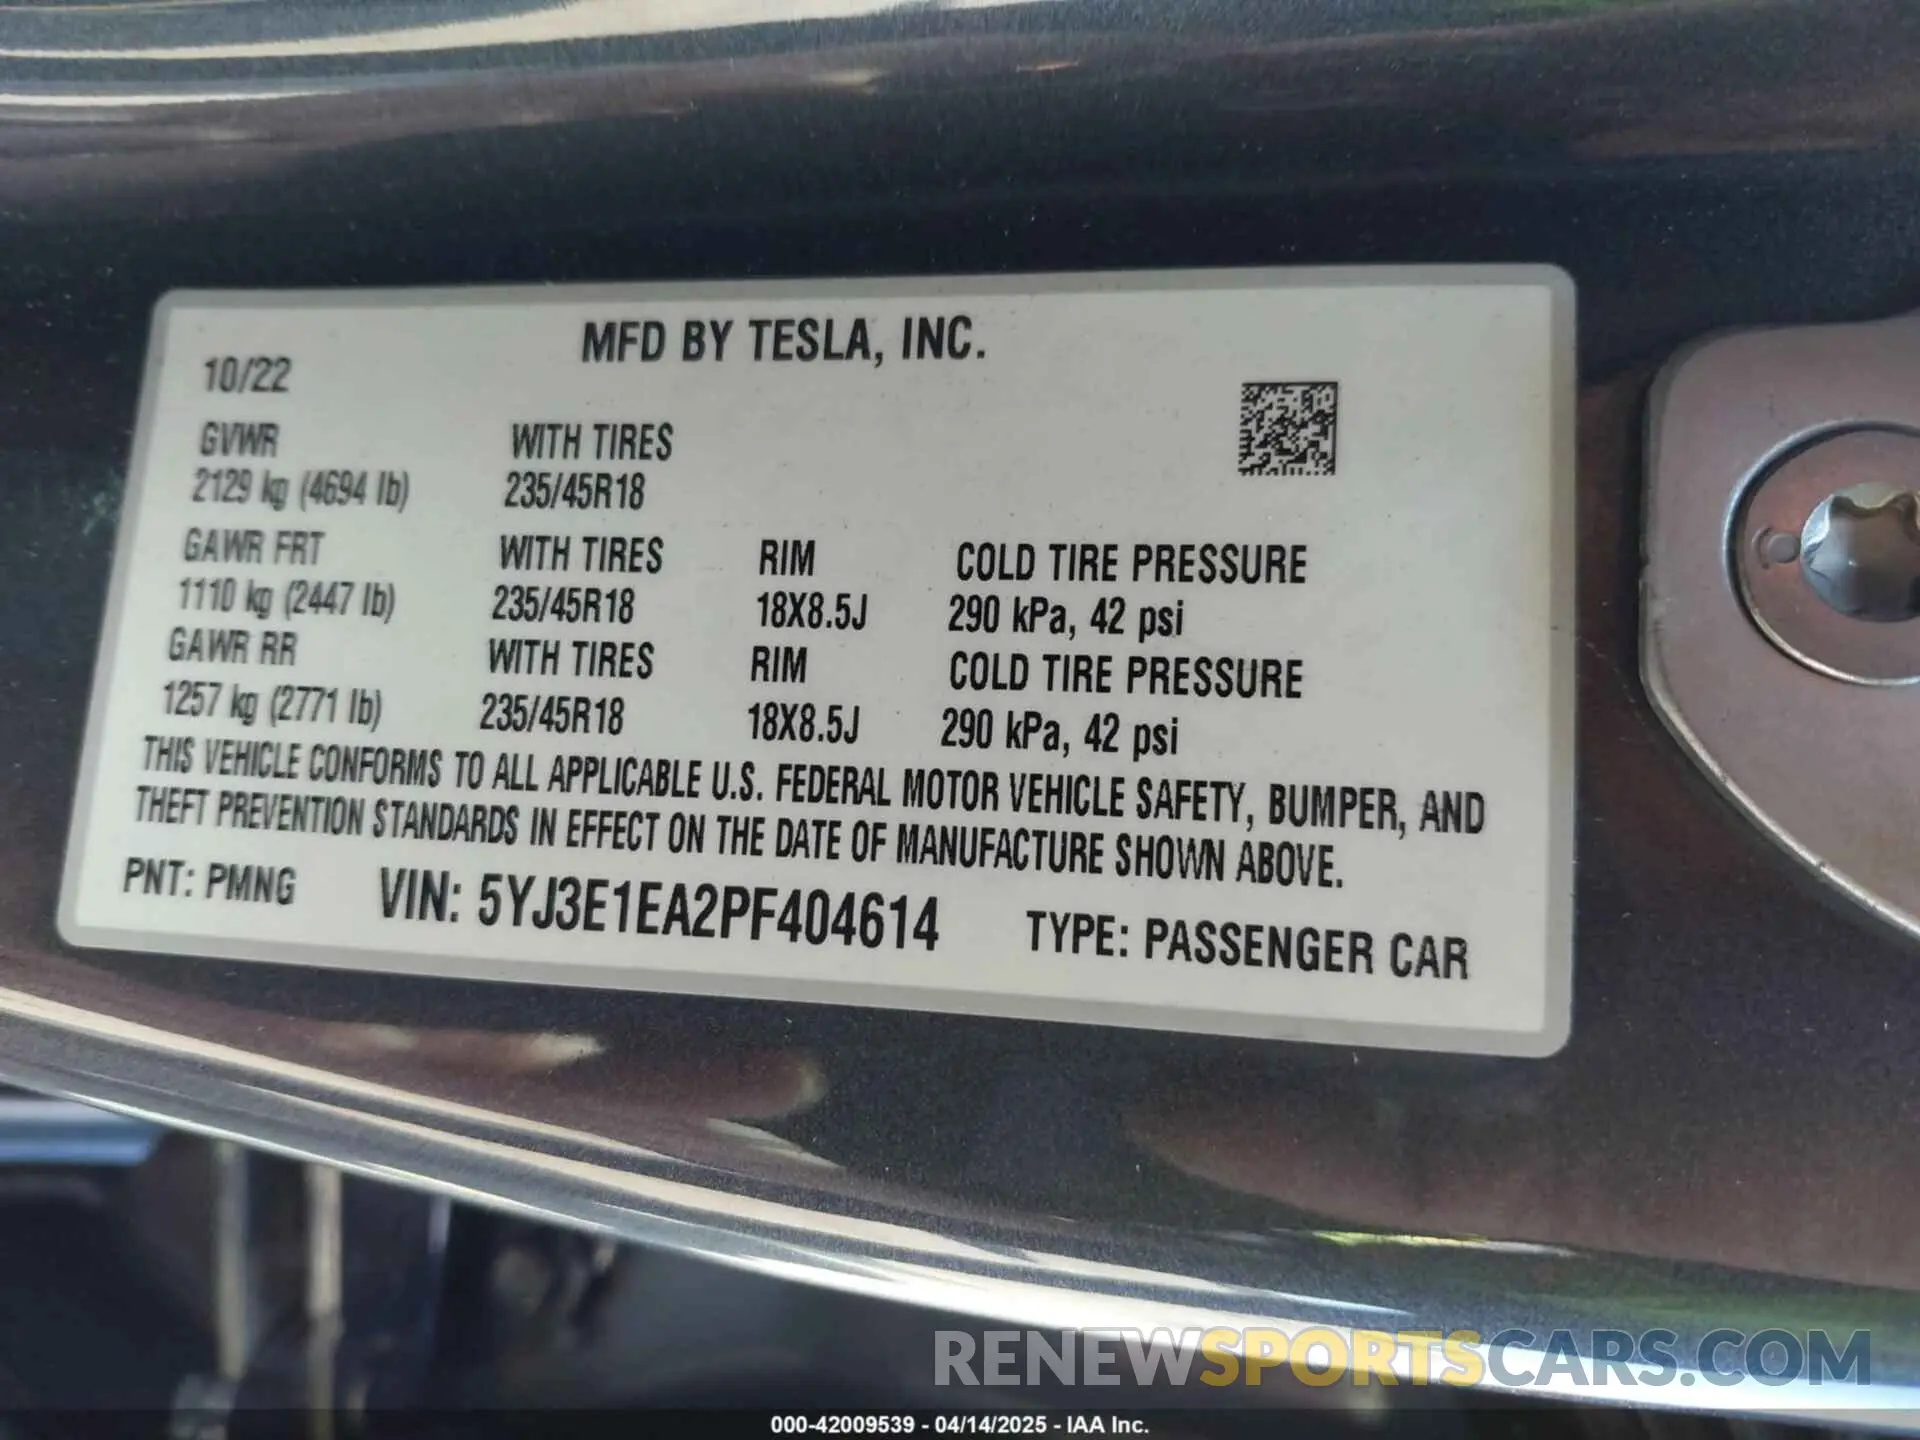 MFD BY TESLA, INC.
10/22
GVWR WITH TIRES
2129 kg (4694 lb) 235/45R18
GAWR FRT WITH TIRES RIM COLD TIRE PRESSURE
1110 kg (2447 lb) 235/45R18 18X8.5J 290 kPa, 42 psi
GAWR RR WITH TIRES RIM COLD TIRE PRESSURE
1257 kg (2771 lb) 235/45R18 18X8.5J 290 kPa, 42 psi
THIS VEHICLE CONFORMS TO ALL APPLICABLE U.S. FEDERAL MOTOR VEHICLE SAFETY, BUMPER, AND
THEFT PREVENTION STANDARDS IN EFFECT ON THE DATE OF MANUFACTURE SHOWN ABOVE.
PNT: PMNG VIN: 5YJ3E1EA2PF404614 TYPE: PASSENGER CAR
RENEWSPORTSCARS.COM
000-42009539 - 04/14/2025 - IAA Inc.